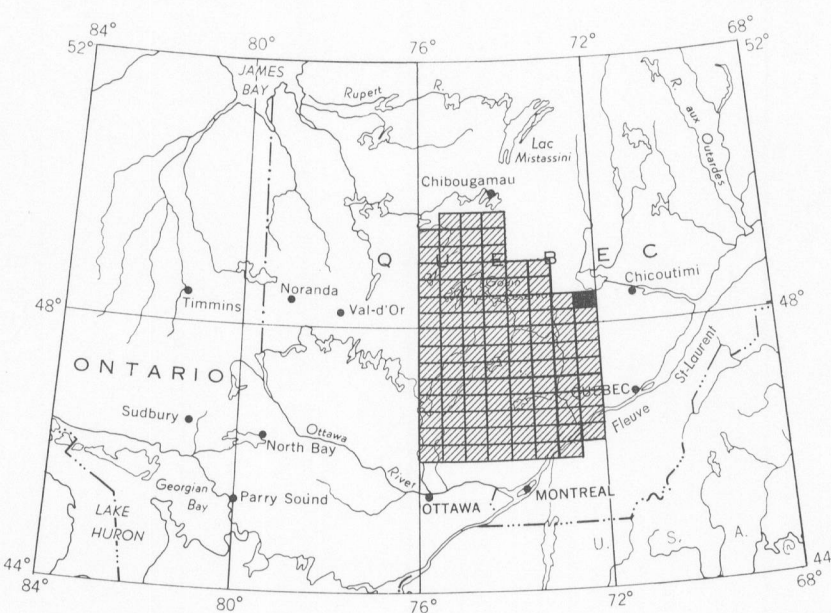 84°
52°
80°
76°
72°
68°
52°
JAMES
BAY
Rupert R.
Lac
Mistassini
R. aux Outardes
Chibougamau
QUEBEC
Gouin
Chicoutimi
Timmins
Noranda
Val-d'Or
48°
48°
ONTARIO
QUEBEC
Fleuve St-Laurent
Sudbury
North Bay
Ottawa River
Georgian
Bay
Parry Sound
LAKE
HURON
OTTAWA
MONTREAL
U. S. A.
44°
84°
80°
76°
72°
44
68°